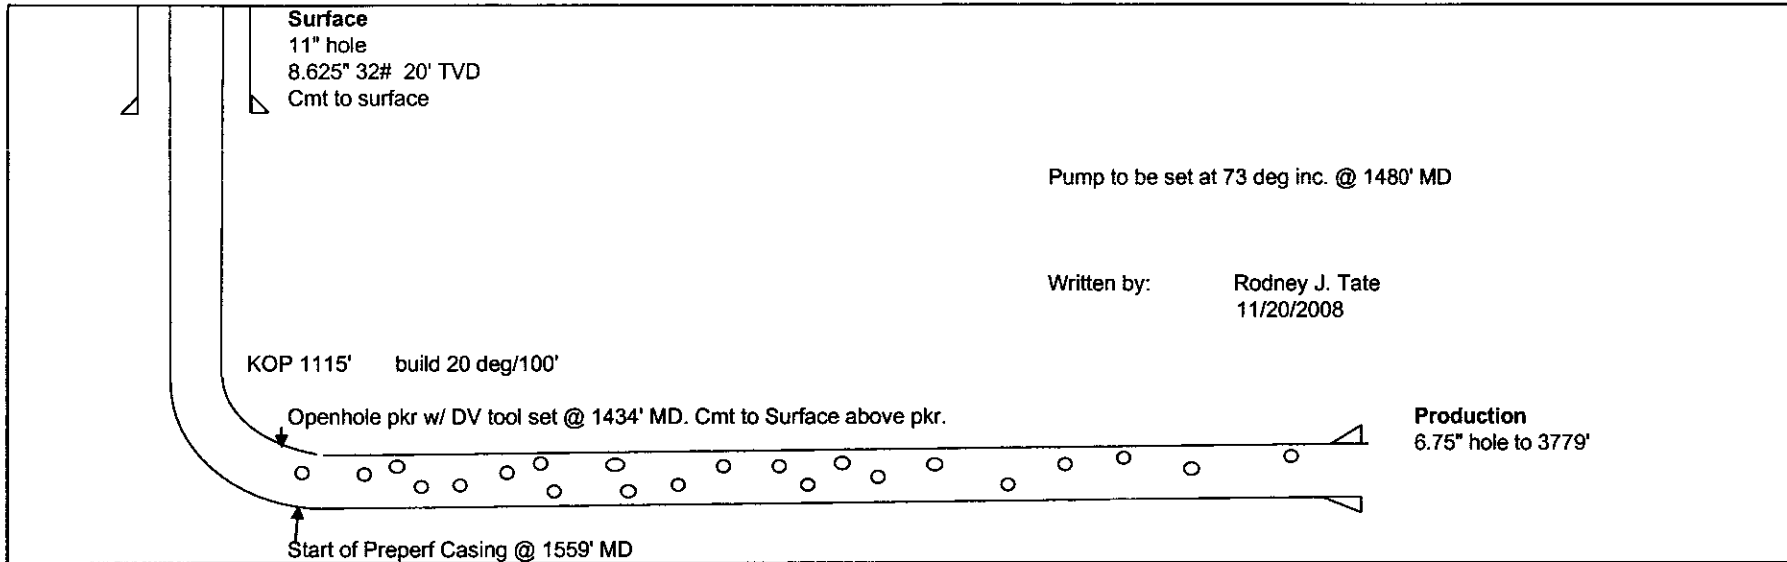 Surface
11" hole
8.625" 32# 20' TVD
Cmt to surface
Pump to be set at 73 deg inc. @ 1480' MD
Written by: Rodney J. Tate
11/20/2008
KOP 1115' build 20 deg/100'
Openhole pkr w/ DV tool set @ 1434' MD. Cmt to Surface above pkr.
Production
6.75" hole to 3779'
Start of Preperf Casing @ 1559' MD